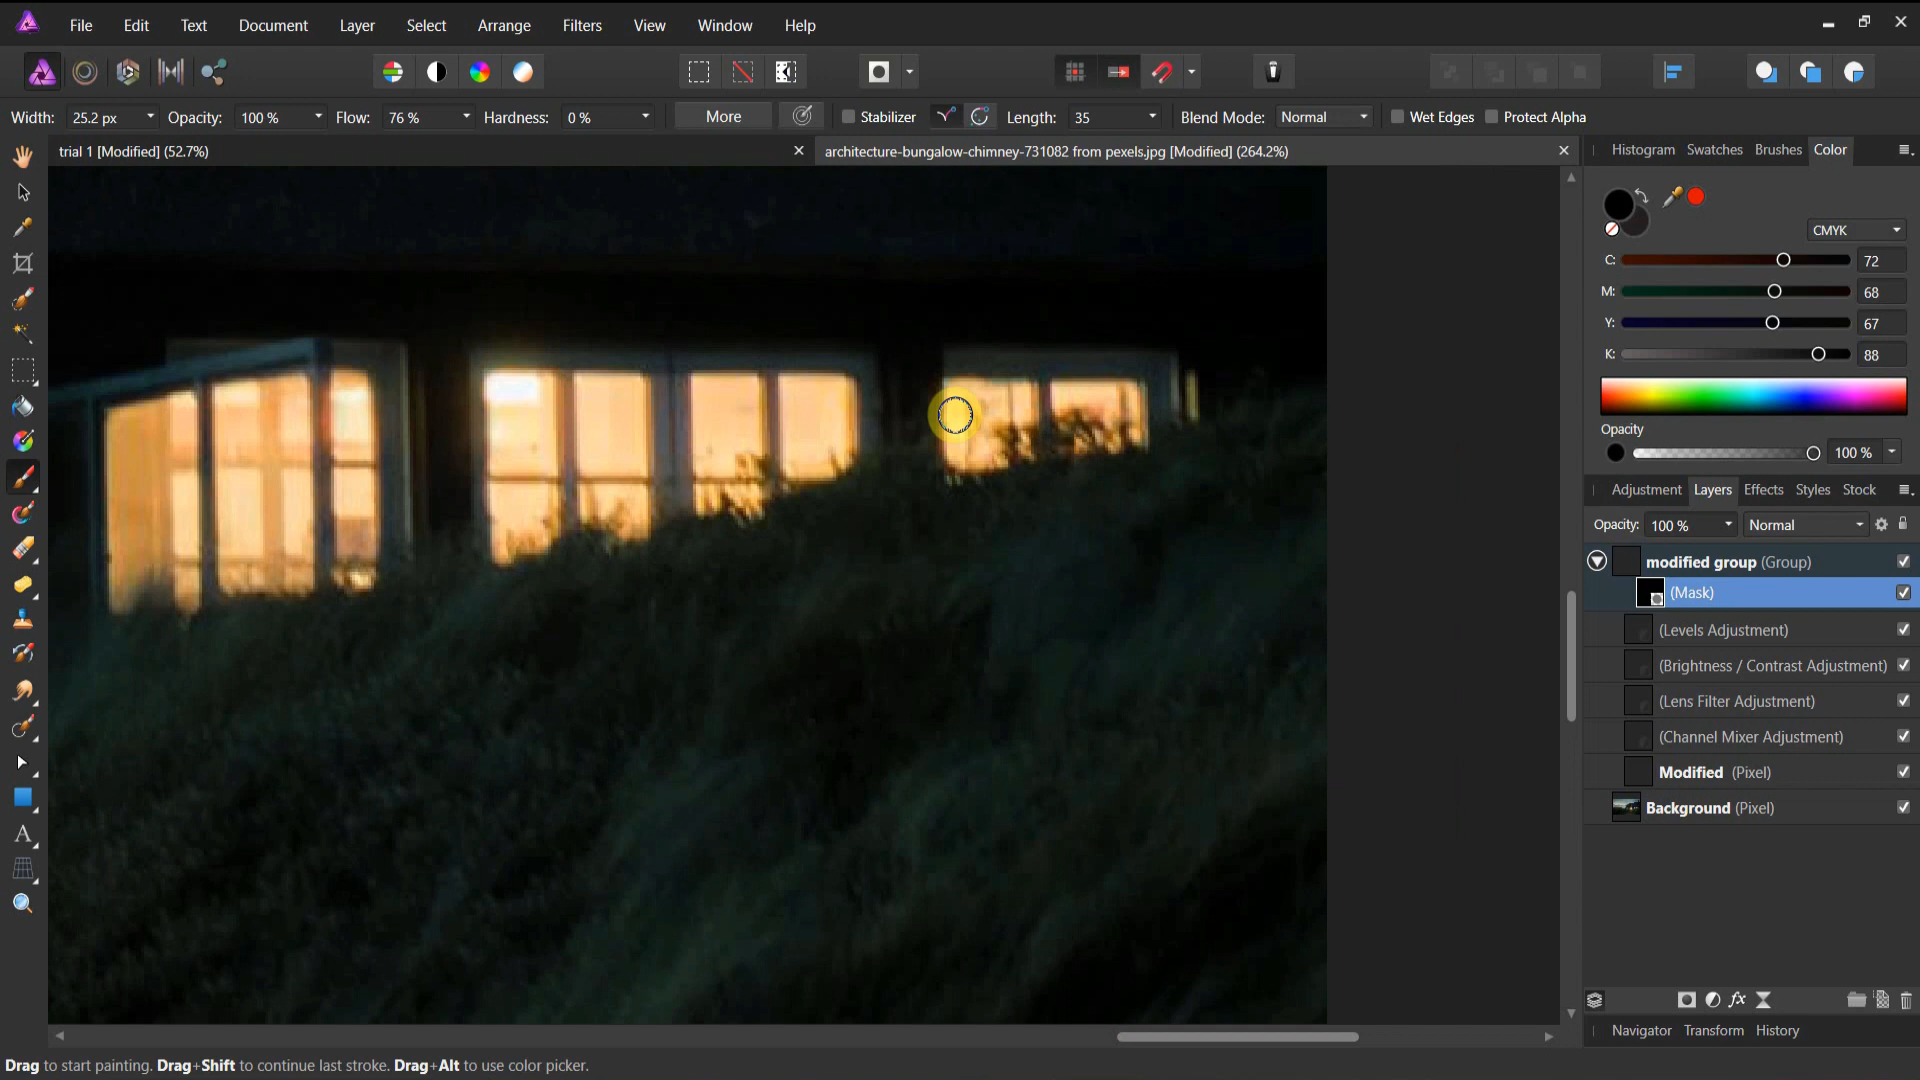 File Edit Text Document Layer Select Arrange Filters View Window Help
Width: 25.2 px Opacity: 100 % Flow: 76 % Hardness: 0 % More Stabilizer Length: 35 Blend Mode: Normal Wet Edges Protect Alpha
trial 1 [Modified] (52.7%) architecture-bungalow-chimney-731082 from pexels.jpg [Modified] (264.2%)
Histogram Swatches Brushes Color
CMYK
C: 72
M: 68
Y: 67
K: 88
Opacity
100 %
Adjustment Layers Effects Styles Stock
Opacity: 100 % Normal
modified group (Group)
(Mask)
(Levels Adjustment)
(Brightness / Contrast Adjustment)
(Lens Filter Adjustment)
(Channel Mixer Adjustment)
Modified (Pixel)
Background (Pixel)
fx
Navigator Transform History
Drag to start painting. Drag+Shift to continue last stroke. Drag+Alt to use color picker.